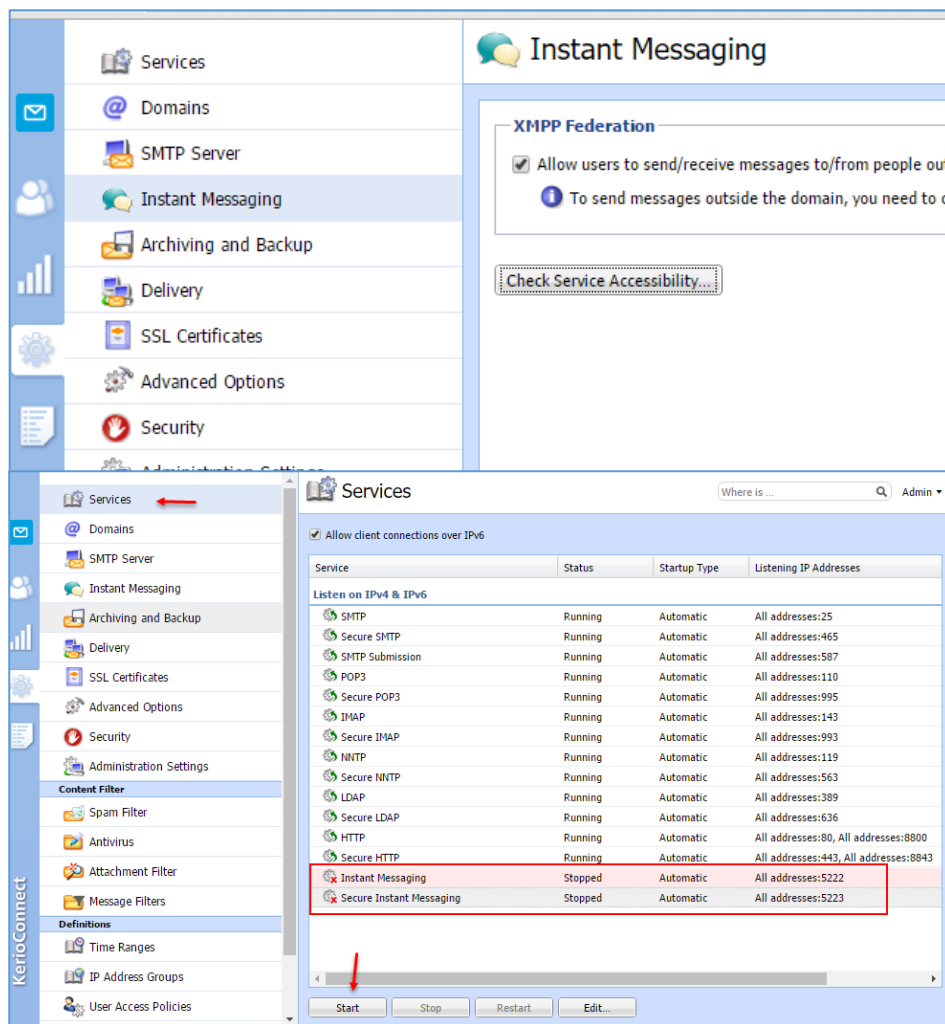 Instant Messaging
Services
Domains
SMTP Server
Instant Messaging
Archiving and Backup
Delivery
SSL Certificates
Advanced Options
Security
XMPP Federation
Allow users to send/receive messages to/from people
To send messages outside the domain, you need to
Check Service Accessibility...
Services
Domains
SMTP Server
Instant Messaging
Archiving and Backup
Delivery
SSL Certificates
Advanced Options
Security
Administration Settings
Content Filter
Spam Filter
Antivirus
Attachment Filter
Message Filters
Definitions
Time Ranges
IP Address Groups
User Access Policies
KerioConnect
Services
Where is ...
Admin
Allow client connections over IPv6
Service Status Startup Type Listening IP Addresses
Listen on IPv4 & IPv6
SMTP Running Automatic All addresses:25
Secure SMTP Running Automatic All addresses:465
SMTP Submission Running Automatic All addresses:587
POP3 Running Automatic All addresses:110
Secure POP3 Running Automatic All addresses:995
IMAP Running Automatic All addresses:143
Secure IMAP Running Automatic All addresses:993
NNTP Running Automatic All addresses:119
Secure NNTP Running Automatic All addresses:563
LDAP Running Automatic All addresses:389
Secure LDAP Running Automatic All addresses:636
HTTP Running Automatic All addresses:80, All addresses:8800
Secure HTTP Running Automatic All addresses:443, All addresses:8843
Instant Messaging Stopped Automatic All addresses:5222
Secure Instant Messaging Stopped Automatic All addresses:5223
Start Stop Restart Edit...